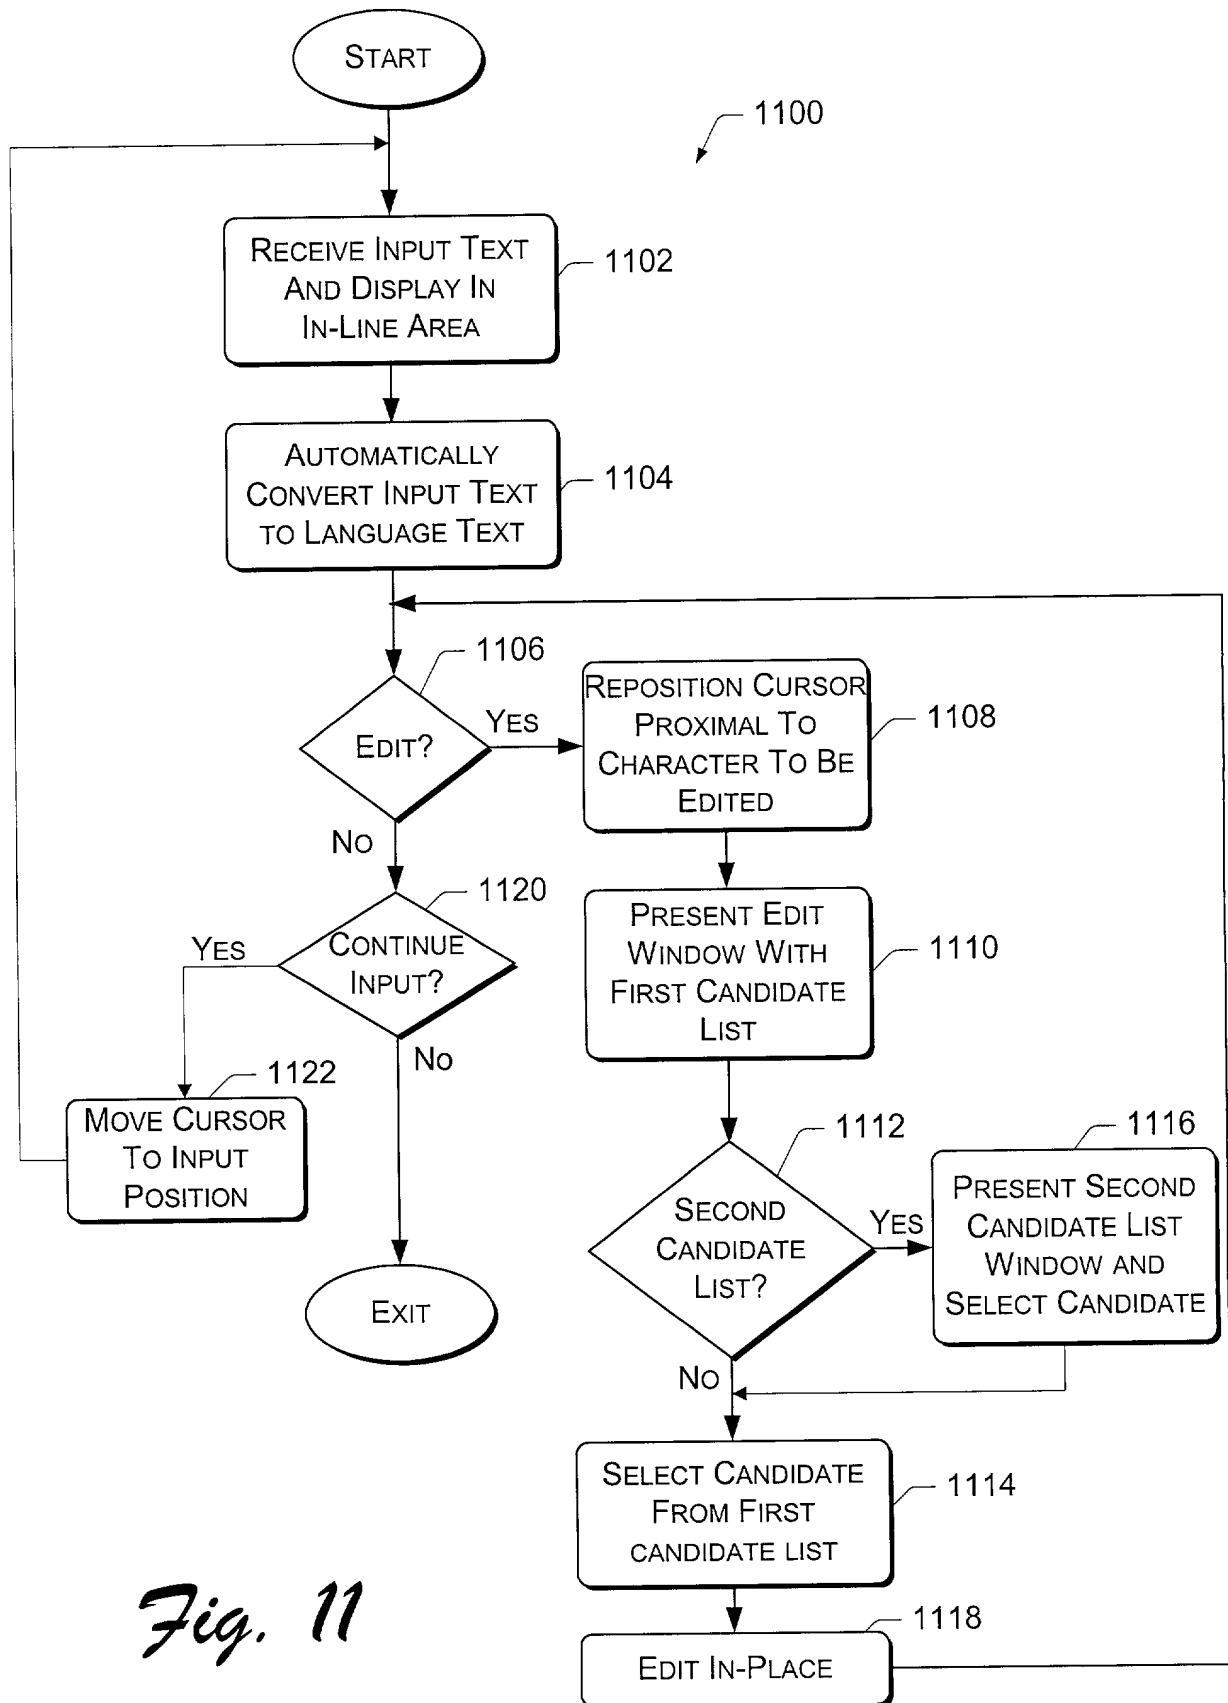 START
1100
RECEIVE INPUT TEXT
AND DISPLAY IN
IN-LINE AREA
1102
AUTOMATICALLY
CONVERT INPUT TEXT
TO LANGUAGE TEXT
1104
1106
EDIT?
YES
NO
REPOSITION CURSOR
PROXIMAL TO
CHARACTER TO BE
EDITED
1108
1120
CONTINUE
INPUT?
YES
NO
PRESENT EDIT
WINDOW WITH
FIRST CANDIDATE
LIST
1110
1122
MOVE CURSOR
TO INPUT
POSITION
EXIT
1112
SECOND
CANDIDATE
LIST?
YES
NO
1116
PRESENT SECOND
CANDIDATE LIST
WINDOW AND
SELECT CANDIDATE
SELECT CANDIDATE
FROM FIRST
CANDIDATE LIST
1114
1118
EDIT IN-PLACE
Fig. 11